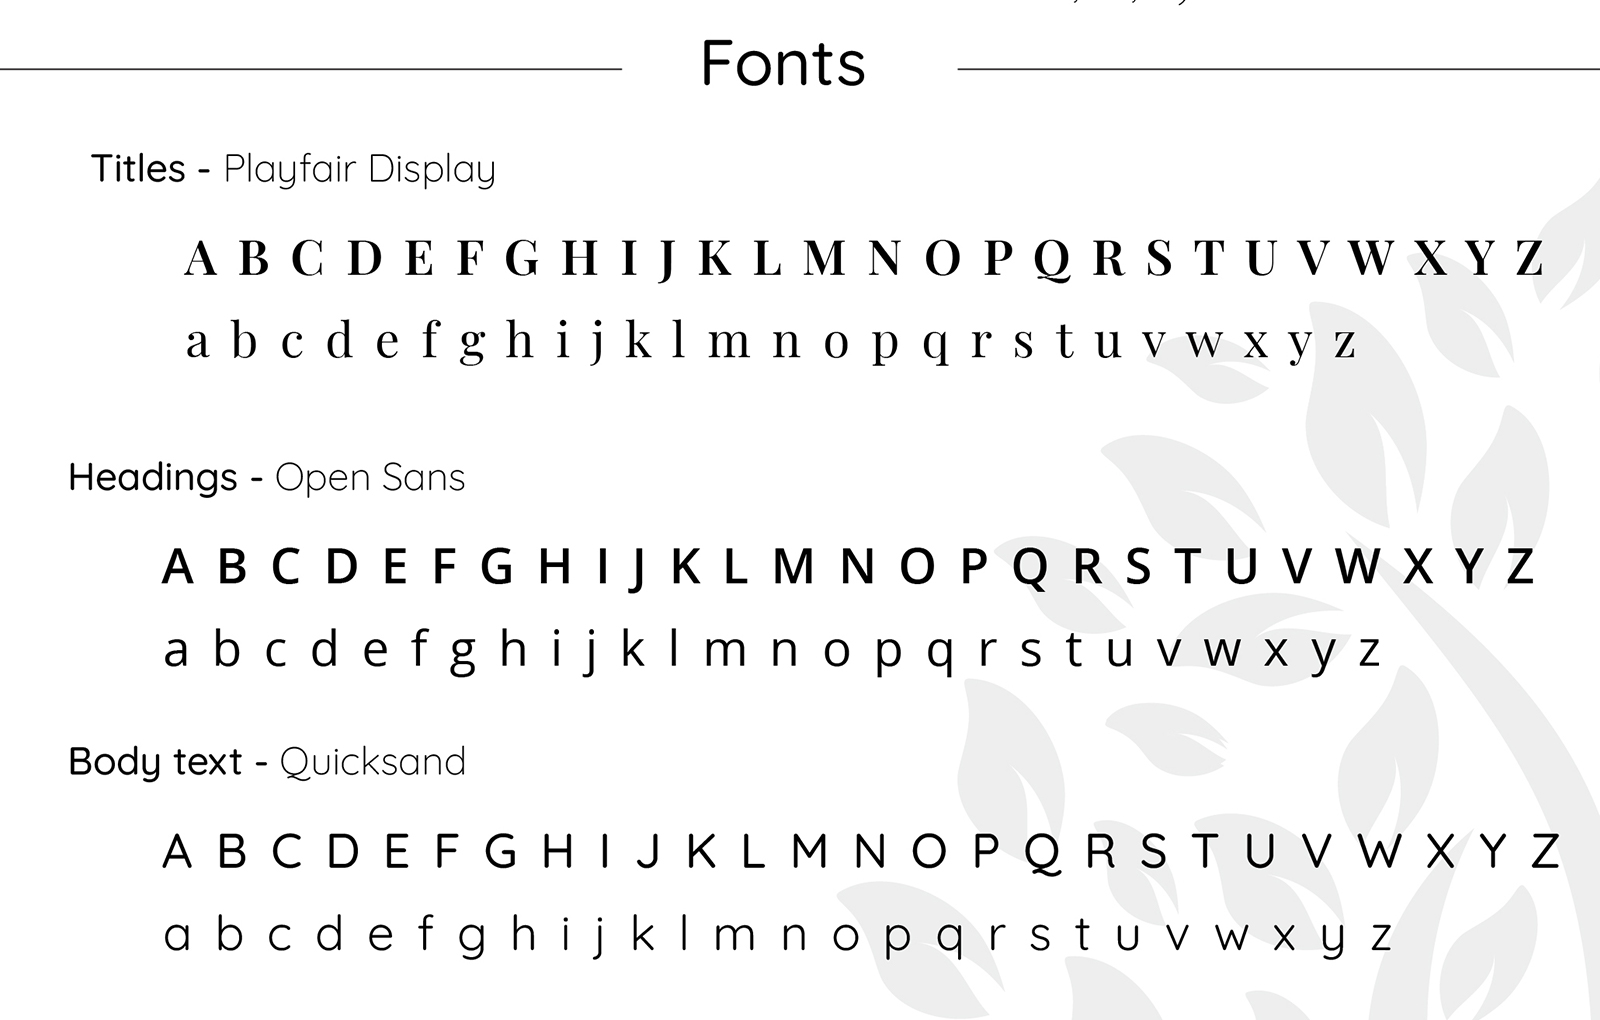 Fonts
Titles - Playfair Display
A B C D E F G H I J K L M N O P Q R S T U V W X Y Z
a b c d e f g h i j k l m n o p q r s t u v w x y z
Headings - Open Sans
A B C D E F G H I J K L M N O P Q R S T U V W X Y Z
a b c d e f g h i j k l m n o p q r s t u v w x y z
Body text - Quicksand
A B C D E F G H I J K L M N O P Q R S T U V W X Y Z
a b c d e f g h i j k l m n o p q r s t u v w x y z